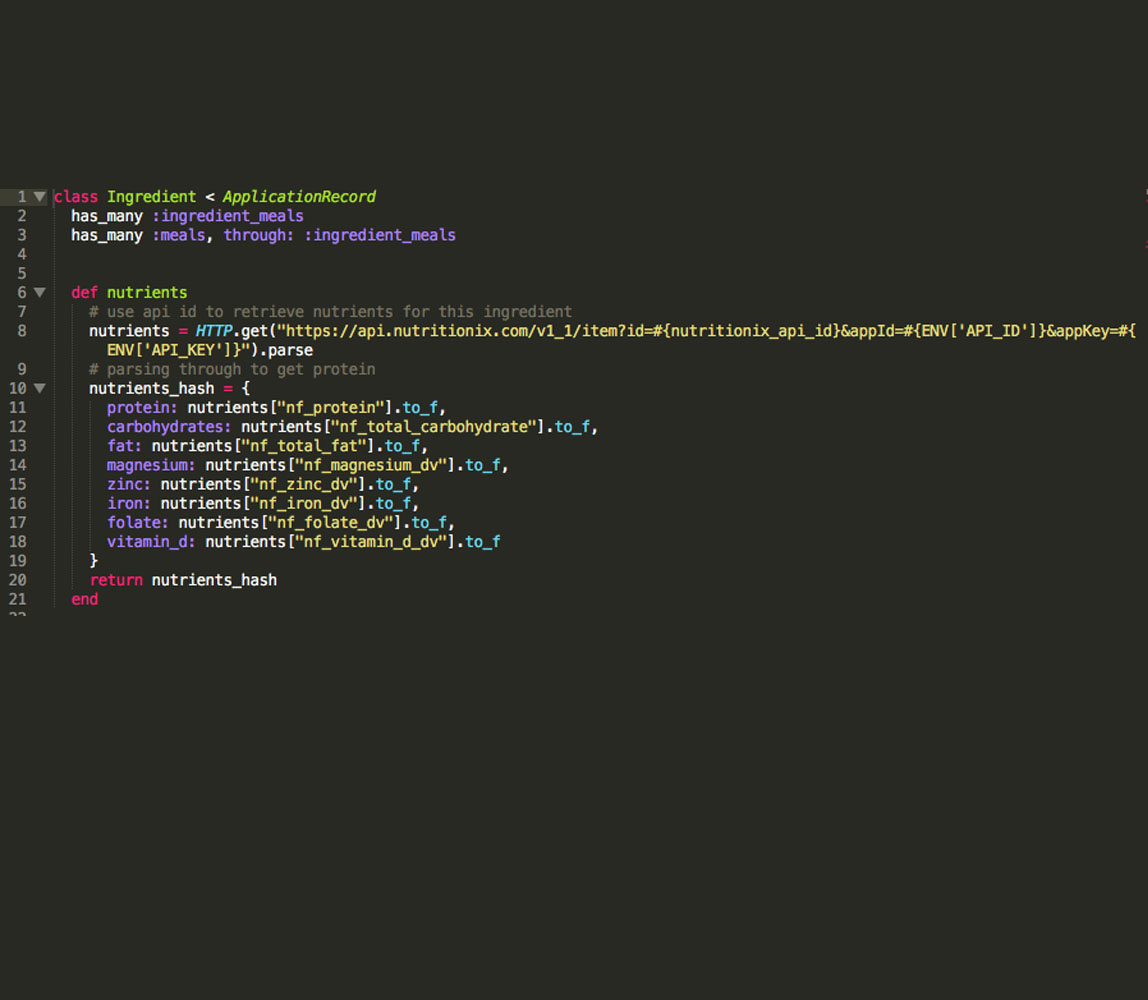 1 class Ingredient < ApplicationRecord
2 has_many :ingredient_meals
3 has_many :meals, through: :ingredient_meals
4
5
6 def nutrients
7 # use api id to retrieve nutrients for this ingredient
8 nutrients = HTTP.get("https://api.nutritionix.com/v1_1/item?id=#{nutritionix_api_id}&appId=#{ENV['API_ID']}&appKey=#{
ENV['API_KEY']}").parse
9 # parsing through to get protein
10 nutrients_hash = {
11 protein: nutrients["nf_protein"].to_f,
12 carbohydrates: nutrients["nf_total_carbohydrate"].to_f,
13 fat: nutrients["nf_total_fat"].to_f,
14 magnesium: nutrients["nf_magnesium_dv"].to_f,
15 zinc: nutrients["nf_zinc_dv"].to_f,
16 iron: nutrients["nf_iron_dv"].to_f,
17 folate: nutrients["nf_folate_dv"].to_f,
18 vitamin_d: nutrients["nf_vitamin_d_dv"].to_f
19 }
20 return nutrients_hash
21 end